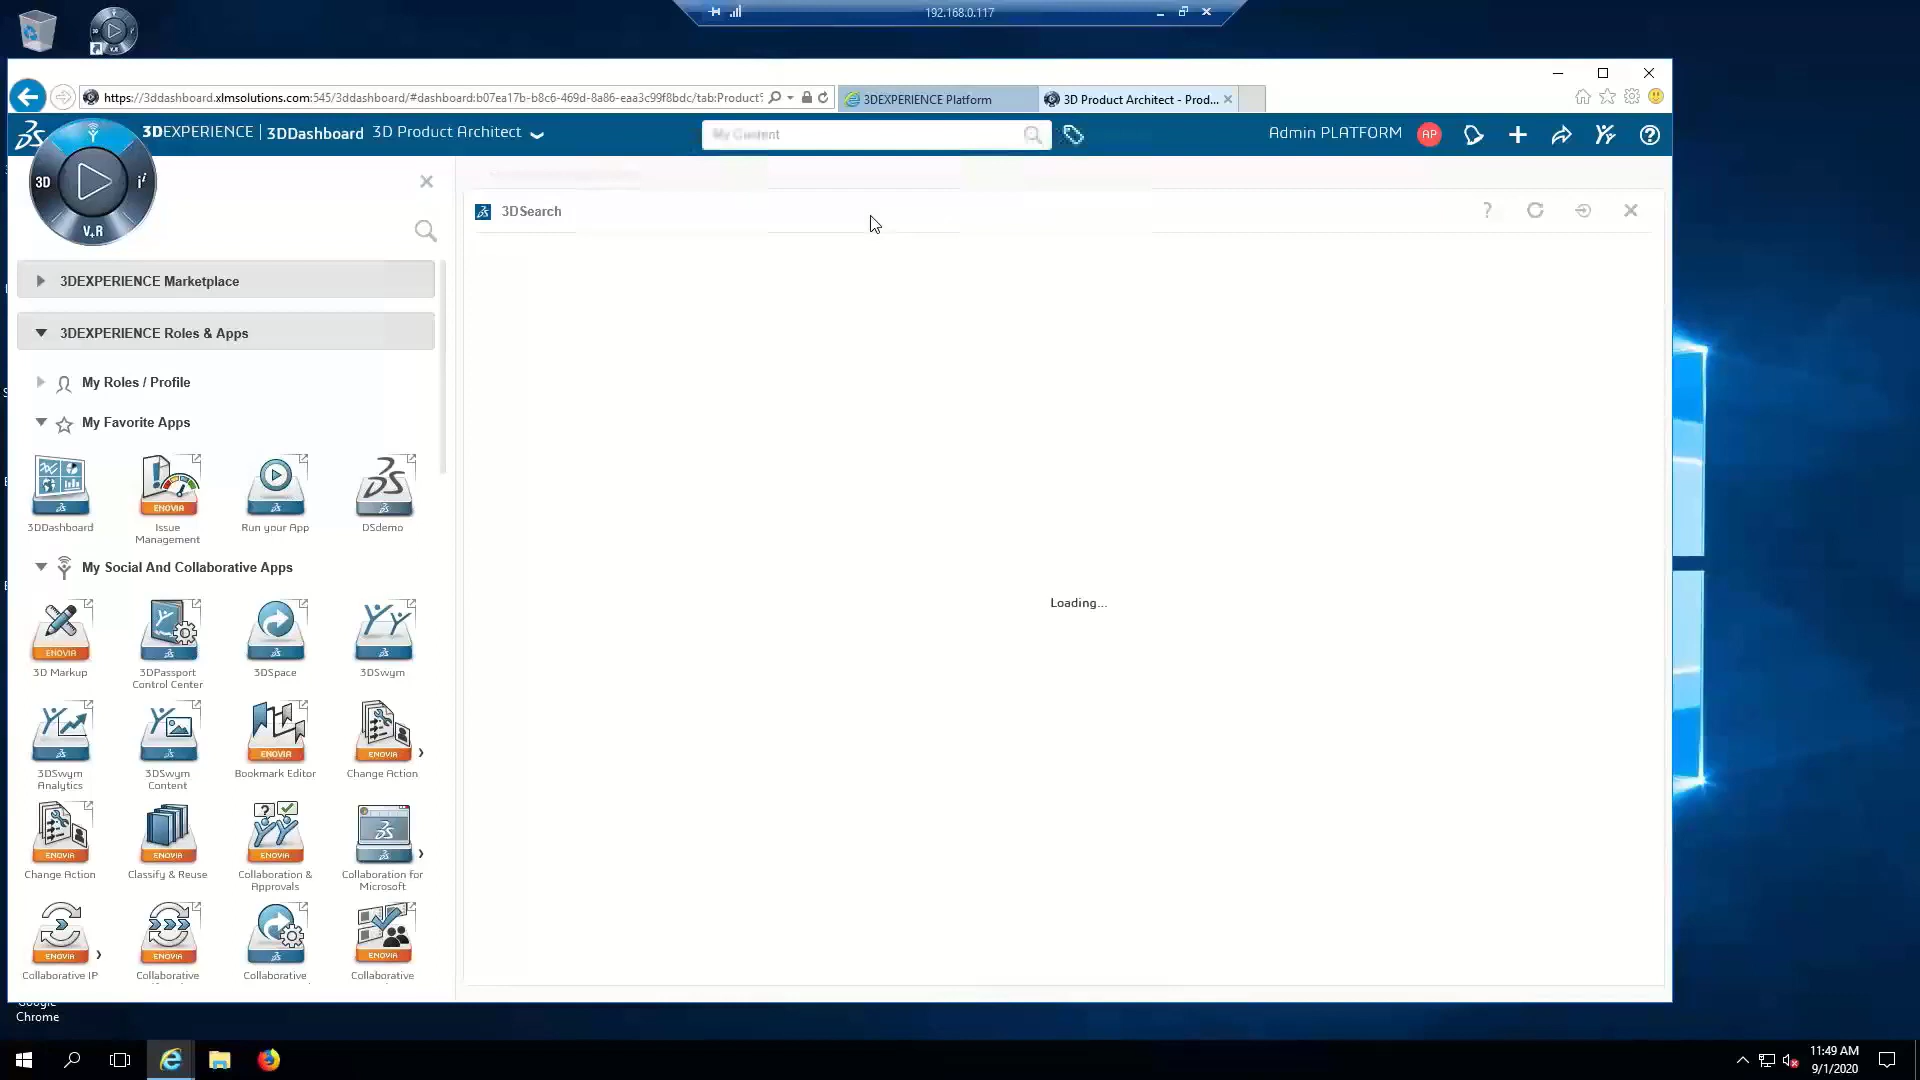 192.168.0.117
https://3ddashboard.xlmsolutions.com:545/3ddashboard/#dashboard:b07ea17b-b8c6-469d-8a86-eaa3c99f8bdc/tab:Product
3DEXPERIENCE Platform
3D Product Architect - Prod...
3DEXPERIENCE | 3DDashboard 3D Product Architect
My Content
Admin PLATFORM
AP
3D
i
V.R
3DSearch
3DEXPERIENCE Marketplace
3DEXPERIENCE Roles & Apps
My Roles / Profile
My Favorite Apps
ENOVIA
3DDashboard
Issue Management
Run your App
DSdemo
My Social And Collaborative Apps
Loading...
ENOVIA
3D Markup
3DPassport Control Center
3DSpace
3DSwym
ENOVIA
ENOVIA
3DSwym Analytics
3DSwym Content
Bookmark Editor
Change Action
ENOVIA
ENOVIA
ENOVIA
Change Action
Classify & Reuse
Collaboration & Approvals
Collaboration for Microsoft
ENOVIA
ENOVIA
ENOVIA
Collaborative IP
Collaborative
Collaborative
Collaborative
Google
Chrome
11:49 AM
9/1/2020